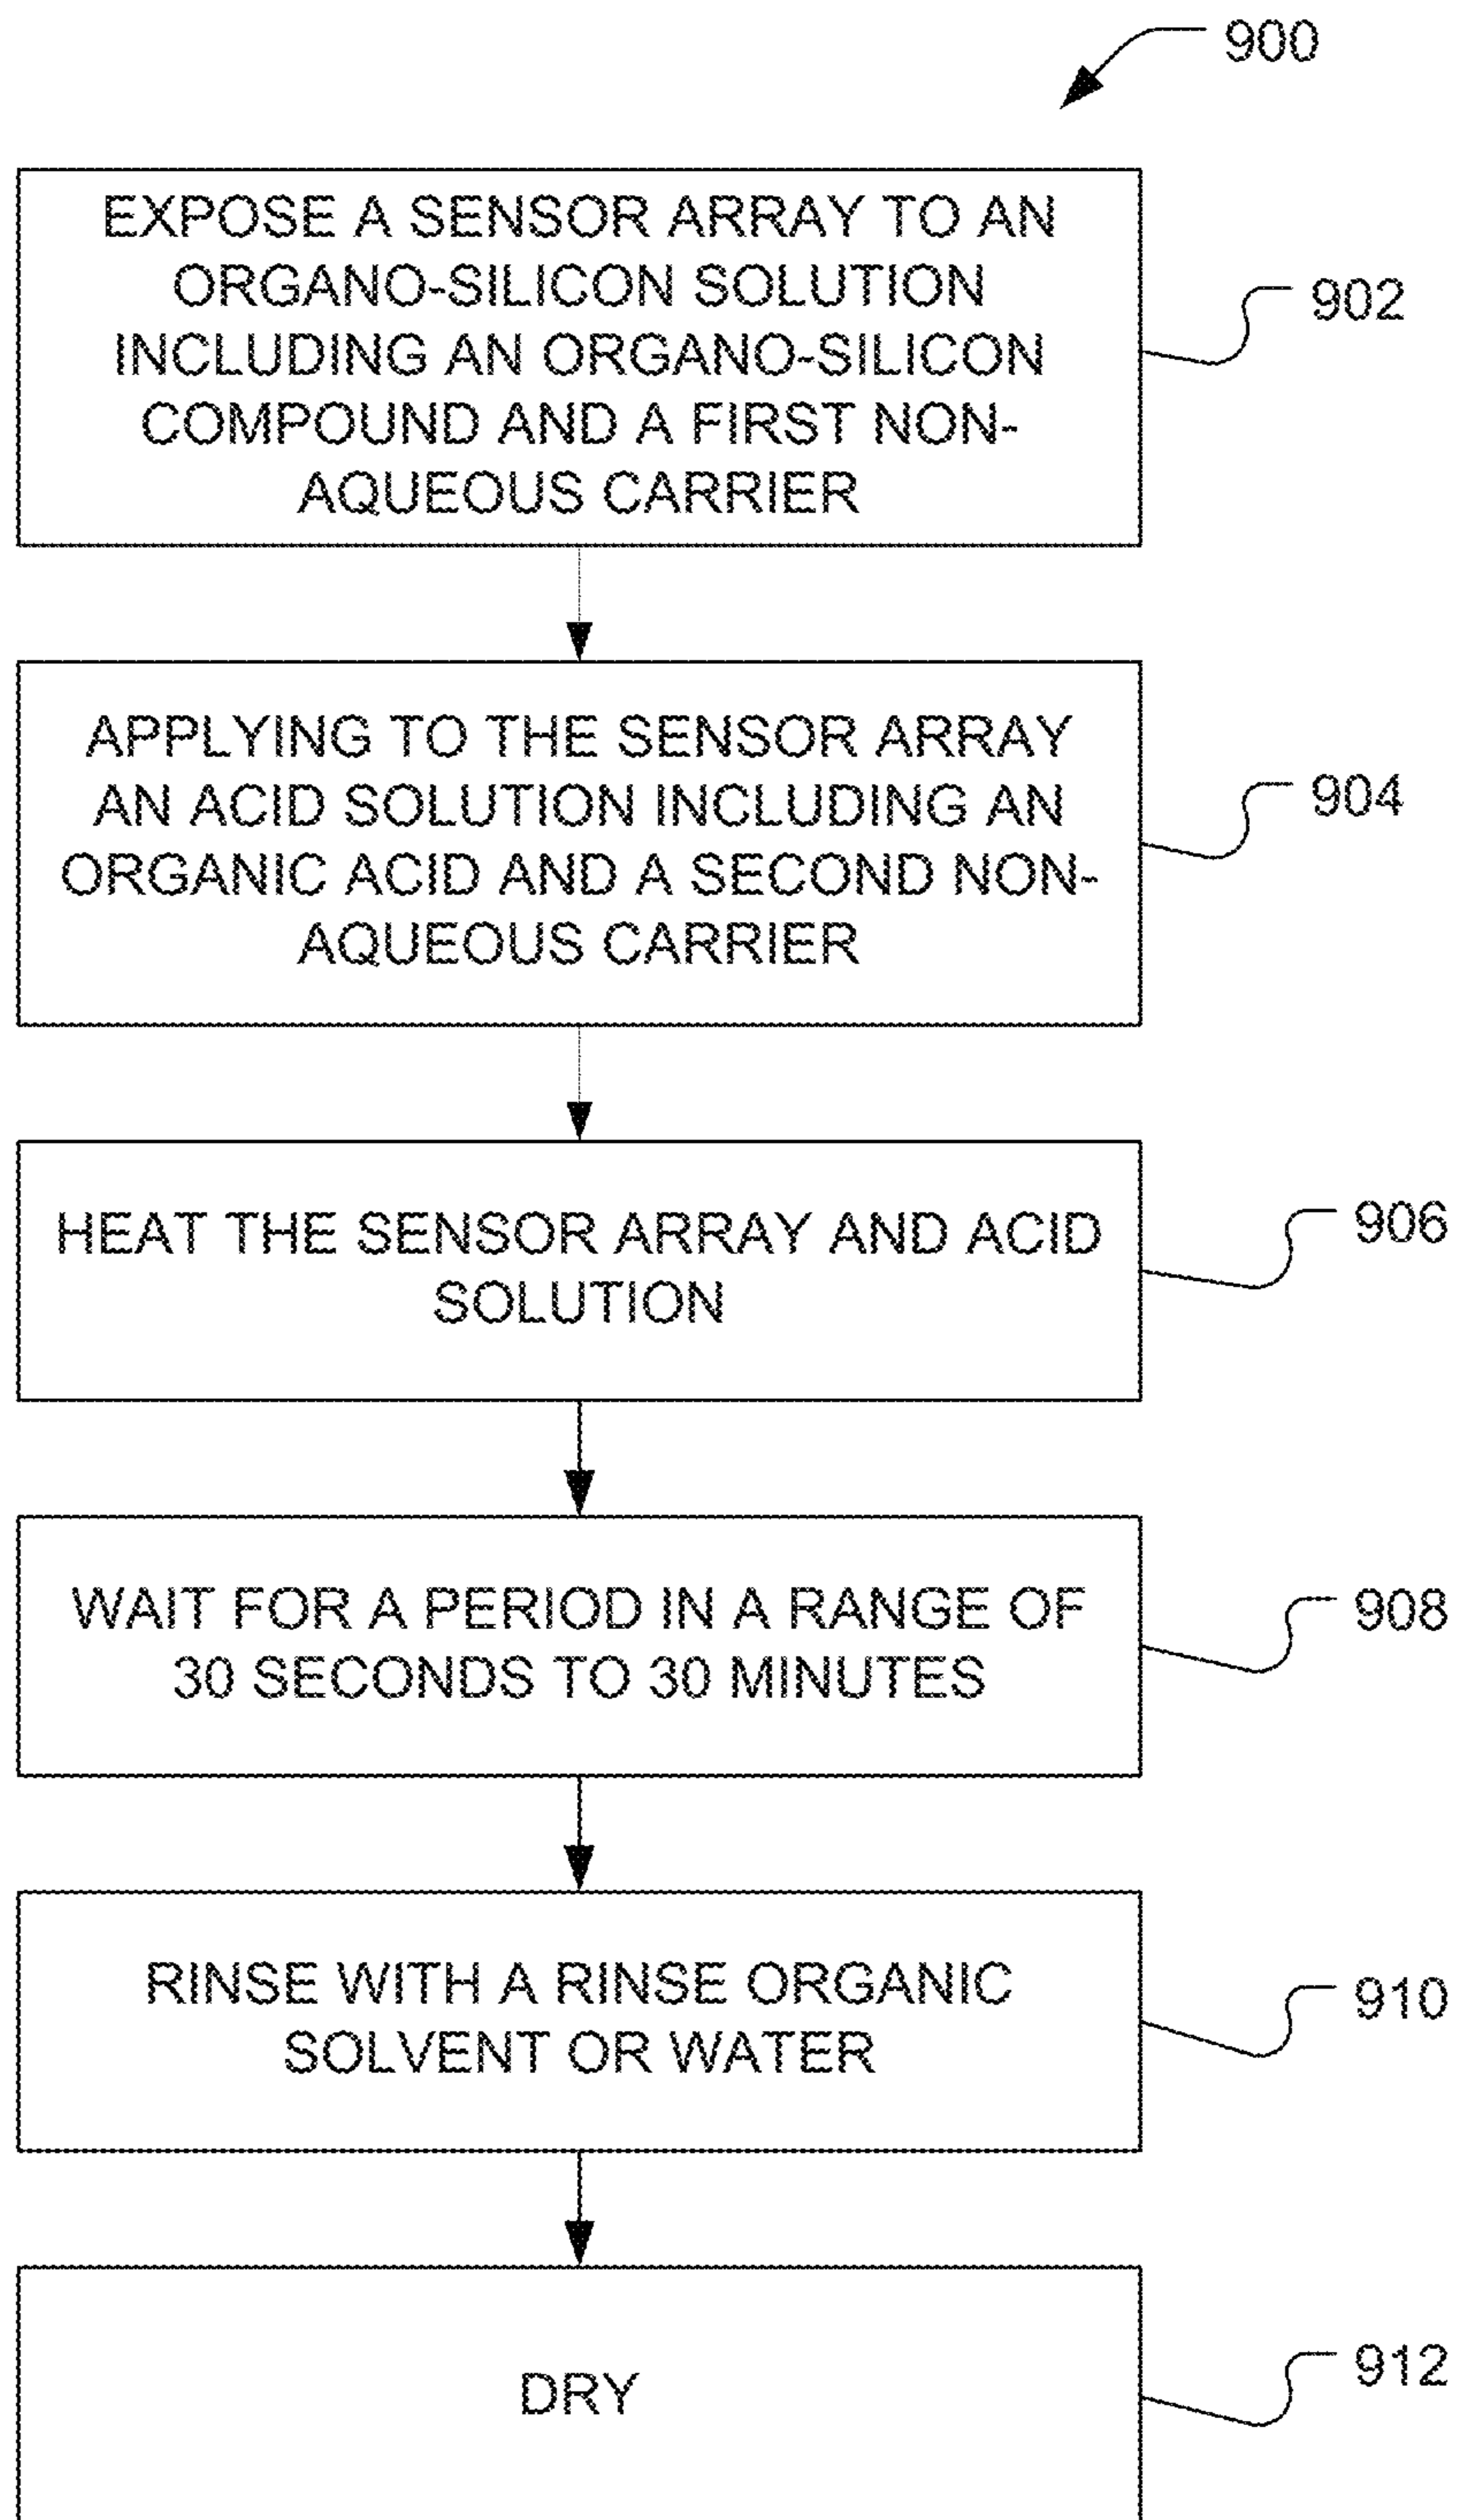 900
EXPOSE A SENSOR ARRAY TO AN
ORGANO-SILICON SOLUTION
INCLUDING AN ORGANO-SILICON
COMPOUND AND A FIRST NON-
AQUEOUS CARRIER
902
APPLYING TO THE SENSOR ARRAY
AN ACID SOLUTION INCLUDING AN
ORGANIC ACID AND A SECOND NON-
AQUEOUS CARRIER
904
HEAT THE SENSOR ARRAY AND ACID
SOLUTION
906
WAIT FOR A PERIOD IN A RANGE OF
30 SECONDS TO 30 MINUTES
908
RINSE WITH A RINSE ORGANIC
SOLVENT OR WATER
910
DRY
912